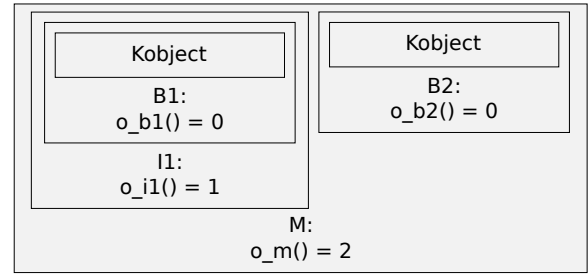 Kobject
B1:
o_b1() = 0
I1:
o_i1() = 1
Kobject
B2:
o_b2() = 0
M:
o_m() = 2